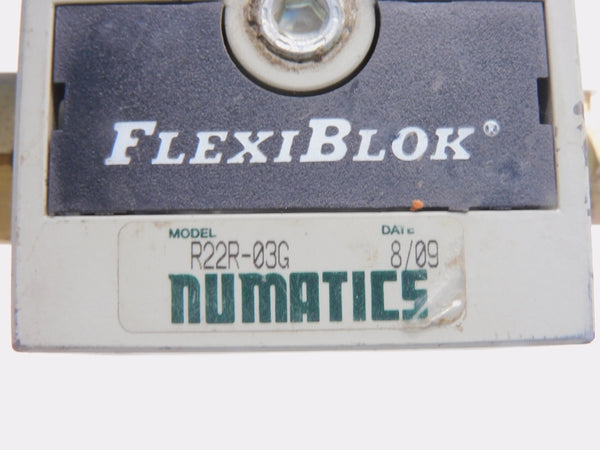 FLEXIBLOK®
MODEL DATE
R22R-03G 8/09
NUMATICS